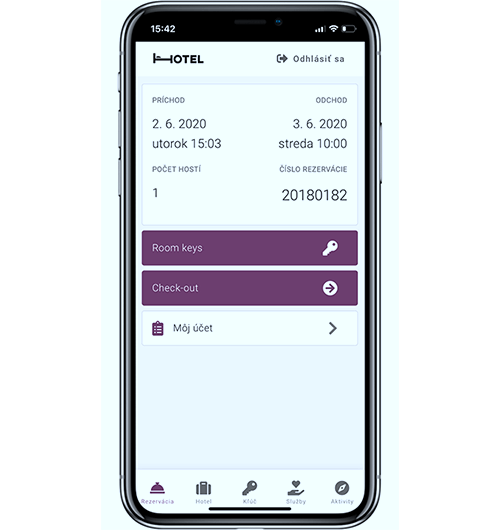 15:42
HOTEL
Odhlásiť sa
PRÍCHOD ODCHOD
2. 6. 2020 3. 6. 2020
utorok 15:03 streda 10:00
POČET HOSTÍ ČÍSLO REZERVÁCIE
1 20180182
Room keys
Check-out
Môj účet
Rezervácia Hotel Kľúč Služby Aktivity